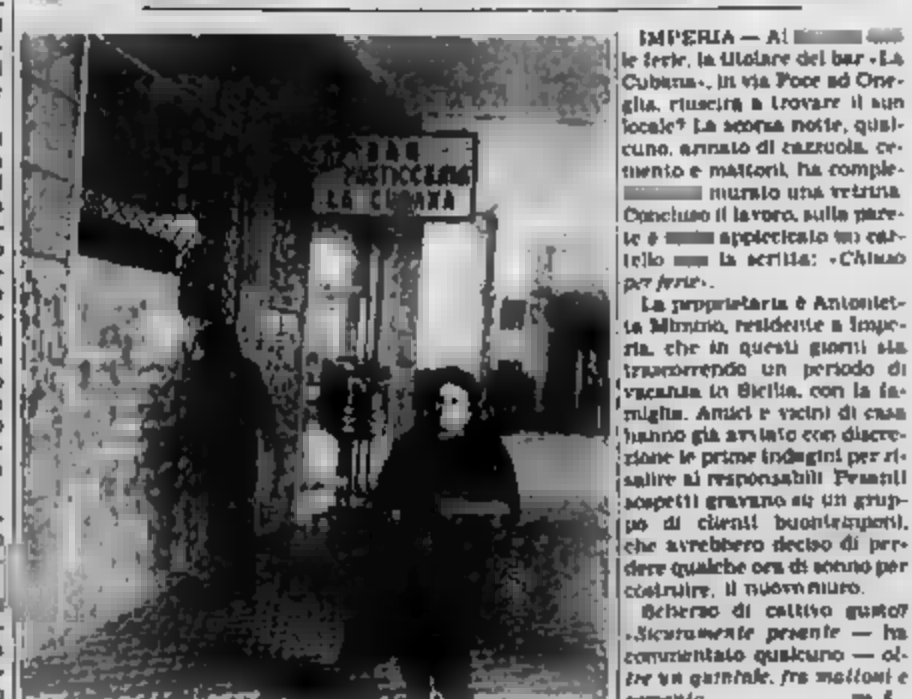 BAR
PASTICCERIA
LA CUBANA
IMPERIA — Al
le ferie, la titolare del bar «La
Cubana», in via Foce ad One-
glia, riuscirà a trovare il suo
locale? La scorsa notte, qual-
cuno, armato di cazzuola, ce-
mento e mattoni, ha comple-
murato una vetrina.
Concluso il lavoro, sulla pare-
te è appiccicato un car-
tello la scritta: «Chiuso
per ferie».
La proprietaria è Antoniet-
ta residente a Impe-
ria, che in questi giorni sta
trascorrendo un periodo di
vacanza in Sicilia, con la fa-
miglia. Amici e vicini di casa
hanno già avviato con discre-
zione le prime indagini per ri-
salire ai responsabili. Pesanti
sospetti gravano su un grup-
po di clienti buontemponi,
che avrebbero deciso di per-
dere qualche ora di sonno per
costruire, il nuovo muro.
Scherzo di cattivo gusto?
«Sicuramente pesante — ha
commentato qualcuno — ol-
tre un quintale, fra mattoni e